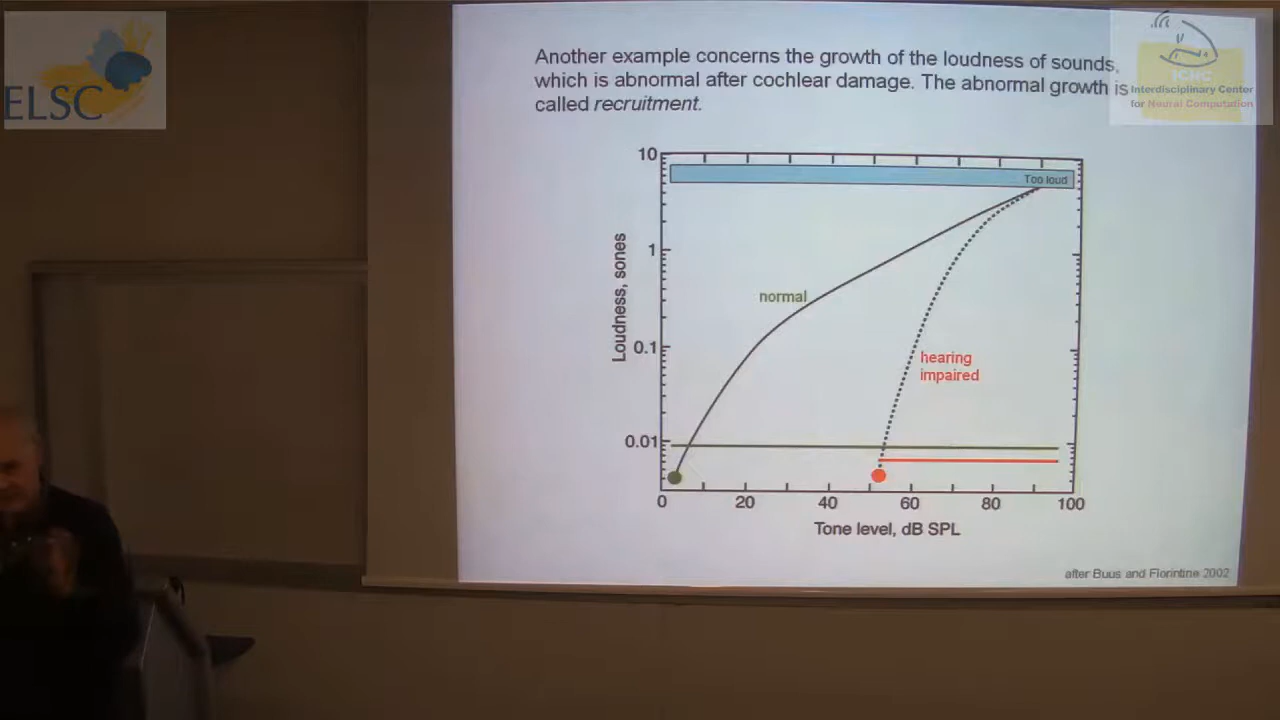 ELSC
ICNC
Interdisciplinary Center
for Neural Computation
Another example concerns the growth of the loudness of sounds,
which is abnormal after cochlear damage. The abnormal growth is
called recruitment.
10
Too loud
1
normal
0.1
hearing
impaired
0.01
Loudness, sones
0 20 40 60 80 100
Tone level, dB SPL
after Buus and Florintine 2002